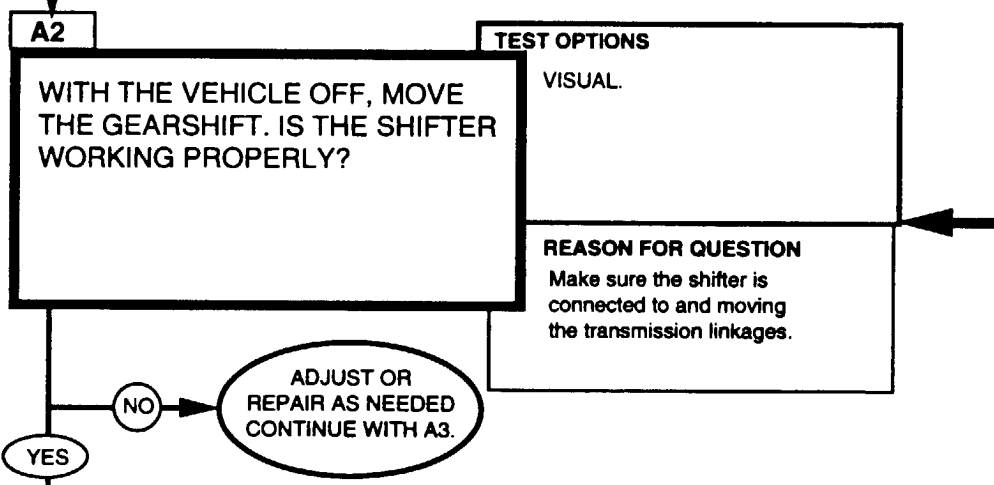 A2
WITH THE VEHICLE OFF, MOVE
THE GEARSHIFT. IS THE SHIFTER
WORKING PROPERLY?
TEST OPTIONS
VISUAL.
REASON FOR QUESTION
Make sure the shifter is
connected to and moving
the transmission linkages.
NO
ADJUST OR
REPAIR AS NEEDED
CONTINUE WITH A3.
YES